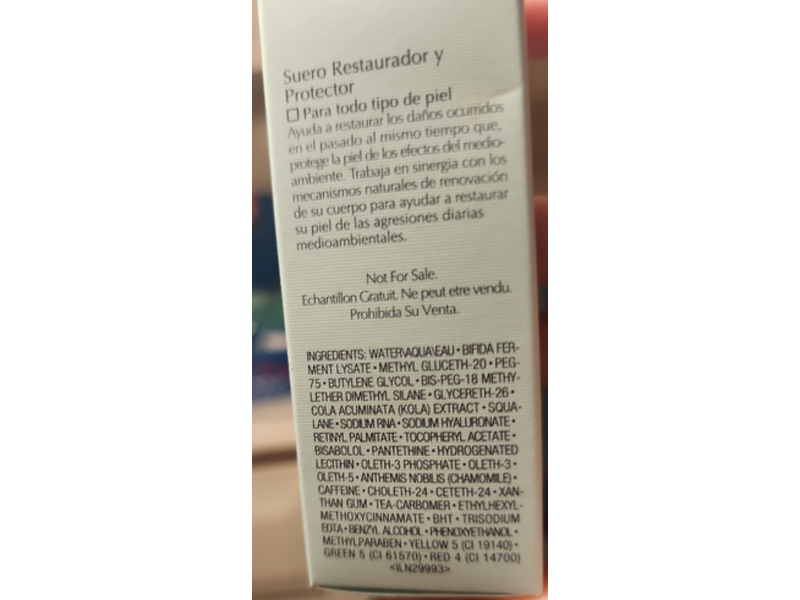 Suero Restaurador y
Protector
☐ Para todo tipo de piel
Ayuda a restaurar los daños ocurridos
en el pasado al mismo tiempo que,
protege la piel de los efectos del medio-
ambiente. Trabaja en sinergia con los
mecanismos naturales de renovación
de su cuerpo para ayudar a restaurar
su piel de las agresiones diarias
medioambientales.
Not For Sale.
Echantillon Gratuit. Ne peut etre vendu.
Prohibida Su Venta.
INGREDIENTS: WATER\AQUA\EAU • BIFIDA FER-
MENT LYSATE • METHYL GLUCETH-20 • PEG-
75 • BUTYLENE GLYCOL • BIS-PEG-18 METHY-
LETHER DIMETHYL SILANE • GLYCERETH-26 •
COLA ACUMINATA (KOLA) EXTRACT • SQUA-
LANE • SODIUM RNA • SODIUM HYALURONATE •
RETINYL PALMITATE • TOCOPHERYL ACETATE •
BISABOLOL • PANTETHINE • HYDROGENATED
LECITHIN • OLETH-3 PHOSPHATE • OLETH-3 •
OLETH-5 • ANTHEMIS NOBILIS (CHAMOMILE) •
CAFFEINE • CHOLETH-24 • CETETH-24 • XAN-
THAN GUM • TEA-CARBOMER • ETHYLHEXYL-
METHOXYCINNAMATE • BHT • TRISODIUM
EDTA • BENZYL ALCOHOL • PHENOXYETHANOL •
METHYLPARABEN • YELLOW 5 (CI 19140) •
GREEN 5 (CI 61570) • RED 4 (CI 14700)
<ILN29993>